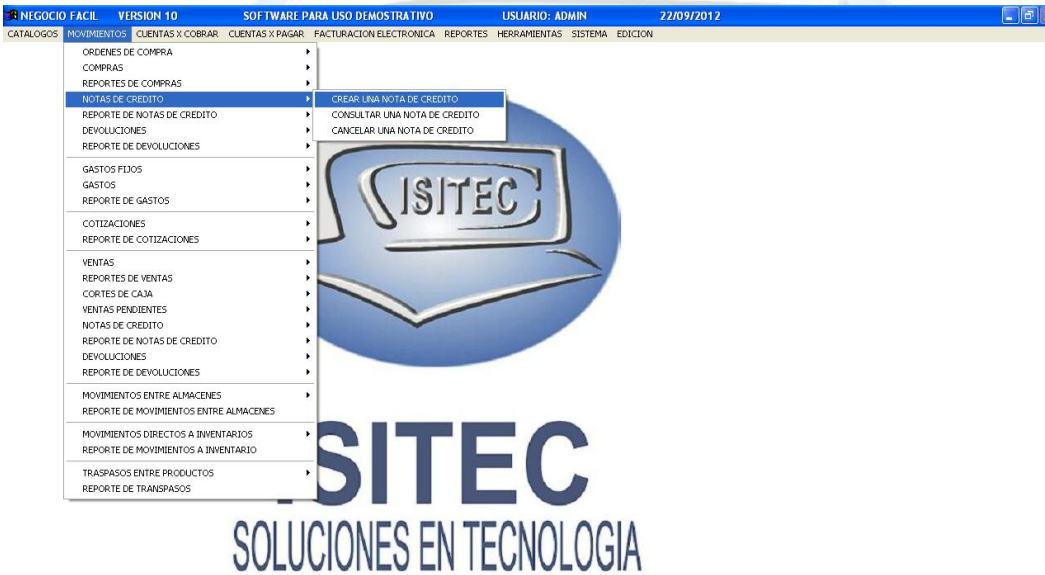 NEGOCIO FACIL VERSION 10 SOFTWARE PARA USO DEMOSTRATIVO USUARIO: ADMIN 22/09/2012
CATALOGOS MOVIMIENTOS CUENTAS X COBRAR CUENTAS X PAGAR FACTURACION ELECTRONICA REPORTES HERRAMIENTAS SISTEMA EDICION
ORDENES DE COMPRA
COMPRAS
REPORTES DE COMPRAS
NOTAS DE CREDITO
REPORTE DE NOTAS DE CREDITO
DEVOLUCIONES
REPORTE DE DEVOLUCIONES
GASTOS FIJOS
GASTOS
REPORTE DE GASTOS
COTIZACIONES
REPORTE DE COTIZACIONES
VENTAS
REPORTES DE VENTAS
CORTES DE CAJA
VENTAS PENDIENTES
NOTAS DE CREDITO
REPORTE DE NOTAS DE CREDITO
DEVOLUCIONES
REPORTE DE DEVOLUCIONES
MOVIMIENTOS ENTRE ALMACENES
REPORTE DE MOVIMIENTOS ENTRE ALMACENES
MOVIMIENTOS DIRECTOS A INVENTARIOS
REPORTE DE MOVIMIENTOS A INVENTARIO
TRASPASOS ENTRE PRODUCTOS
REPORTE DE TRANSPASOS
CREAR UNA NOTA DE CREDITO
CONSULTAR UNA NOTA DE CREDITO
CANCELAR UNA NOTA DE CREDITO
ISITEC
ISITEC
SOLUCIONES EN TECNOLOGIA